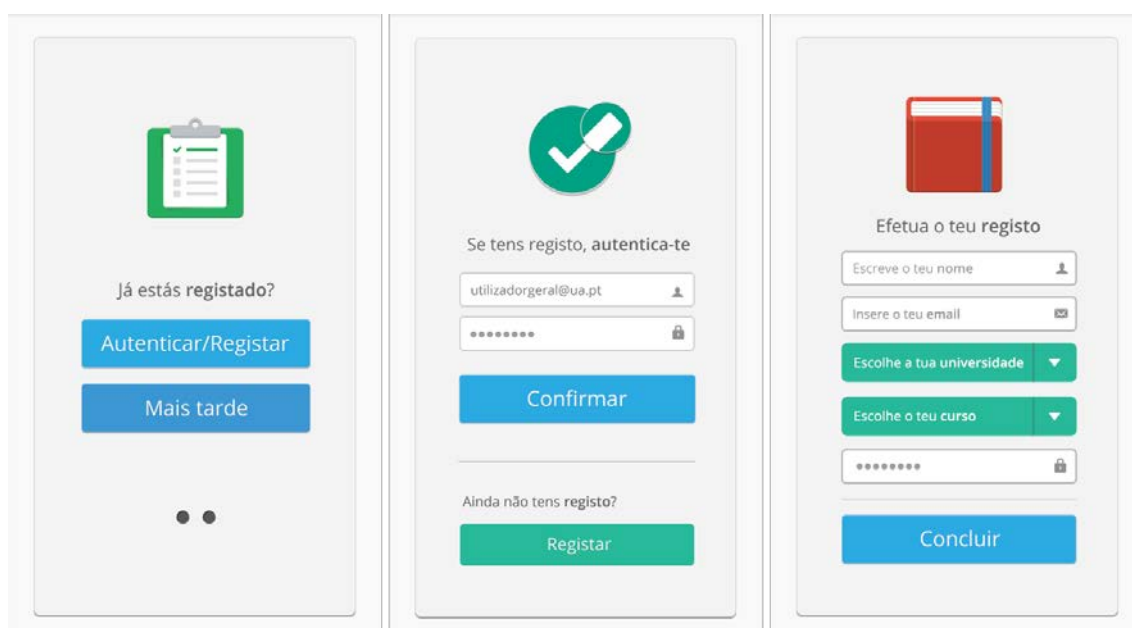 Já estás registado?
Autenticar/Registar
Mais tarde
Se tens registo, autentica-te
utilizadorgeral@ua.pt
Confirmar
Ainda não tens registo?
Registar
Efetua o teu registo
Escreve o teu nome
Insere o teu email
Escolhe a tua universidade
Escolhe o teu curso
Concluir